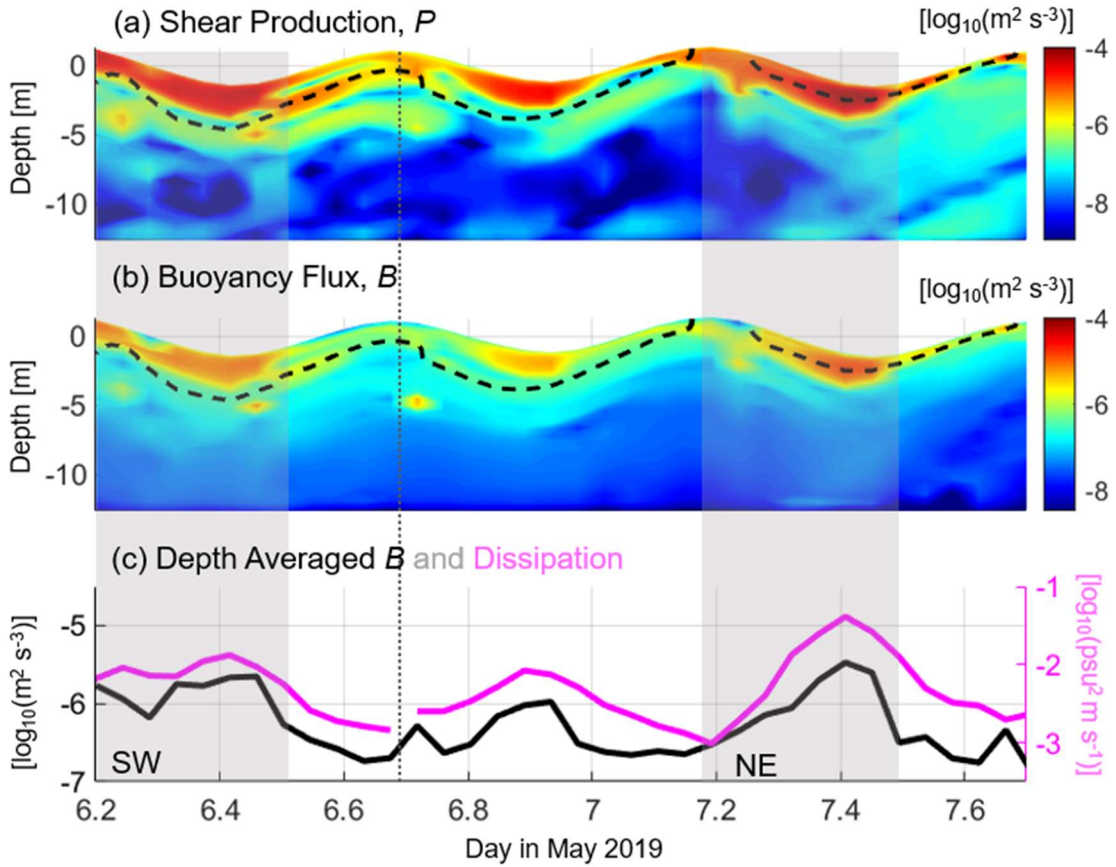 (a) Shear Production, P
[log10(m2 s-3)]
Depth [m]
0
-5
-10
-4
-6
-8
(b) Buoyancy Flux, B
[log10(m2 s-3)]
Depth [m]
0
-5
-10
-4
-6
-8
(c) Depth Averaged B and Dissipation
[log10(m2 s-3)]
-5
-6
-7
-1
-2
-3
[log10(psu2 m s-1)]
SW
NE
6.2 6.4 6.6 6.8 7 7.2 7.4 7.6
Day in May 2019